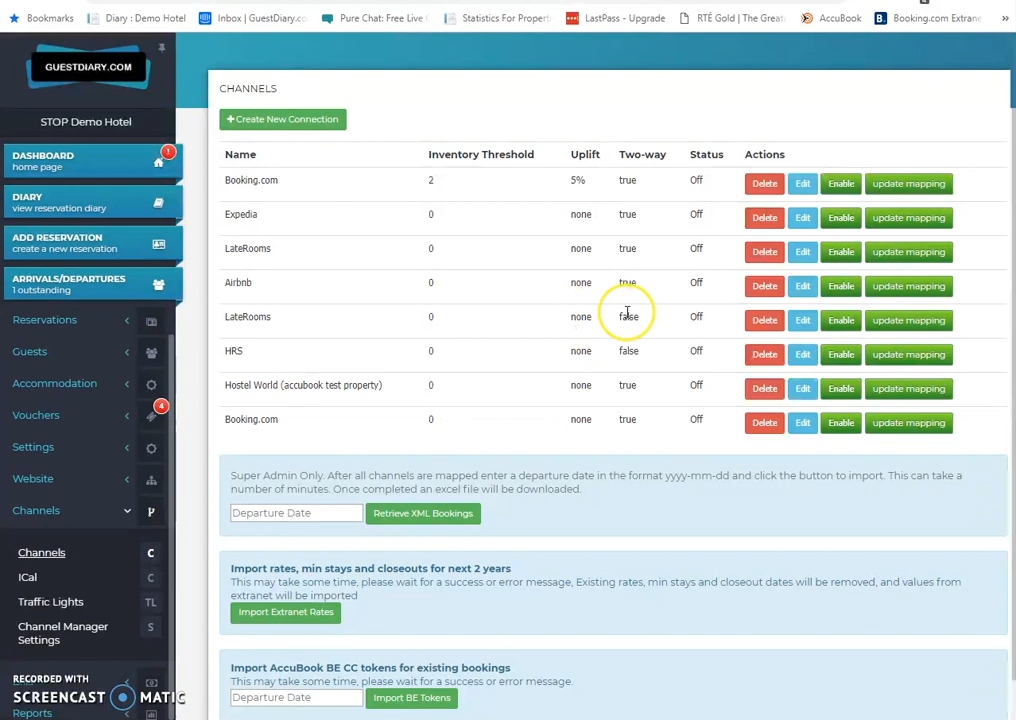 Bookmarks Diary : Demo Hotel Inbox | GuestDiary.co Pure Chat: Free Live Statistics For Proper LastPass - Upgrade RTÉ Gold | The Great AccuBook Booking.com Extrane »
GUESTDIARY.COM
STOP Demo Hotel
DASHBOARD
home page
1
DIARY
view reservation diary
ADD RESERVATION
create a new reservation
ARRIVALS/DEPARTURES
1 outstanding
Reservations
Guests
Accommodation
Vouchers
4
Settings
Website
Channels
Channels C
ICal C
Traffic Lights TL
Channel Manager
Settings S
RECORDED WITH
SCREENCAST MATIC
Reports
CHANNELS
+Create New Connection
Name Inventory Threshold Uplift Two-way Status Actions
Booking.com 2 5% true Off Delete Edit Enable update mapping
Expedia 0 none true Off Delete Edit Enable update mapping
LateRooms 0 none true Off Delete Edit Enable update mapping
Airbnb 0 none true Off Delete Edit Enable update mapping
LateRooms 0 none false Off Delete Edit Enable update mapping
HRS 0 none false Off Delete Edit Enable update mapping
Hostel World (accubook test property) 0 none true Off Delete Edit Enable update mapping
Booking.com 0 none true Off Delete Edit Enable update mapping
Super Admin Only. After all channels are mapped enter a departure date in the format yyyy-mm-dd and click the button to import. This can take a
number of minutes. Once completed an excel file will be downloaded.
Departure Date Retrieve XML Bookings
Import rates, min stays and closeouts for next 2 years
This may take some time, please wait for a success or error message, Existing rates, min stays and closeout dates will be removed, and values from
extranet will be imported
Import Extranet Rates
Import AccuBook BE CC tokens for existing bookings
This may take some time, please wait for a success or error message.
Departure Date Import BE Tokens